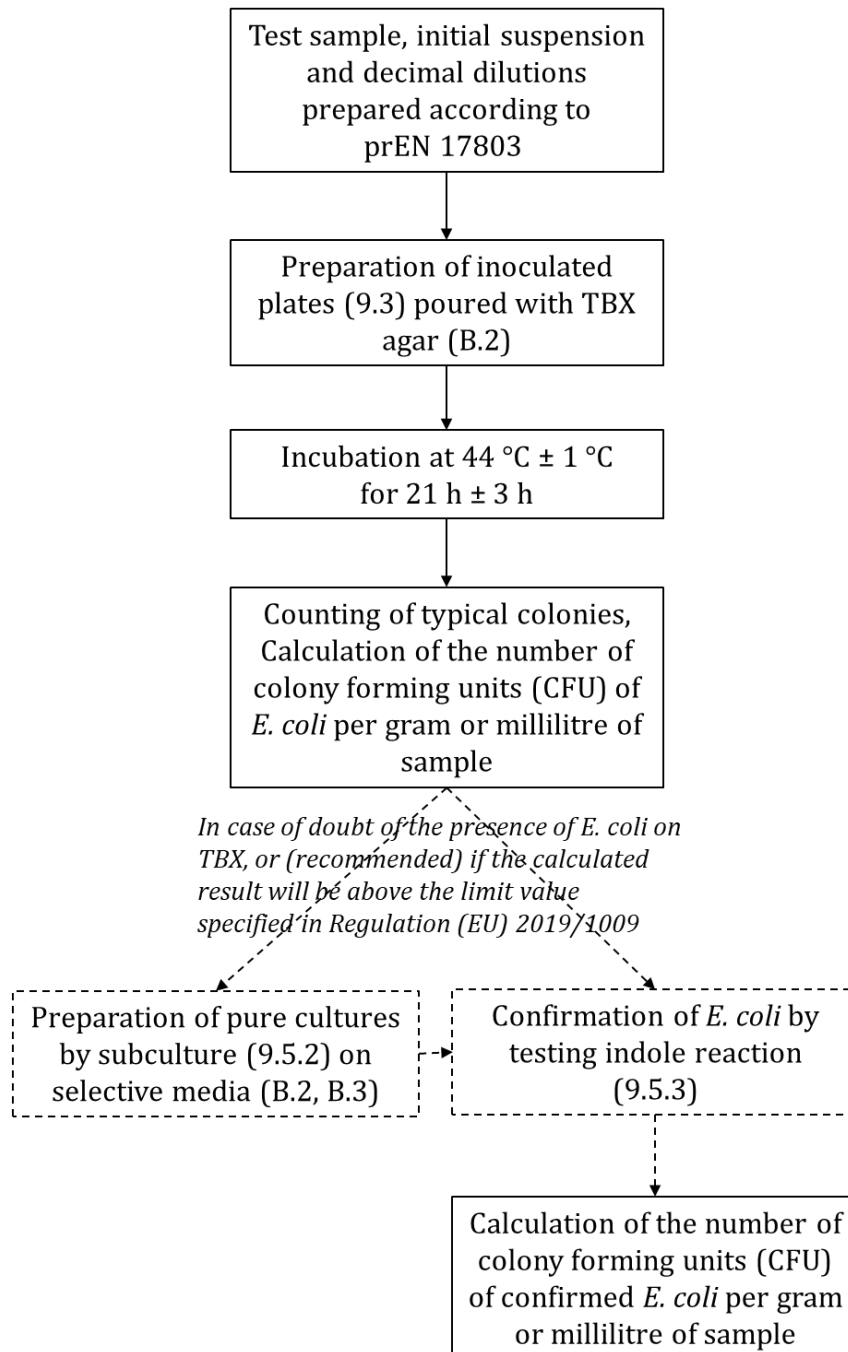 Test sample, initial suspension
and decimal dilutions
prepared according to
prEN 17803
Preparation of inoculated
plates (9.3) poured with TBX
agar (B.2)
Incubation at 44 °C ± 1 °C
for 21 h ± 3 h
Counting of typical colonies,
Calculation of the number of
colony forming units (CFU) of
E. coli per gram or millilitre of
sample
In case of doubt of the presence of E. coli on
TBX, or (recommended) if the calculated
result will be above the limit value
specified in Regulation (EU) 2019/1009
Preparation of pure cultures
by subculture (9.5.2) on
selective media (B.2, B.3)
Confirmation of E. coli by
testing indole reaction
(9.5.3)
Calculation of the number of
colony forming units (CFU)
of confirmed E. coli per gram
or millilitre of sample